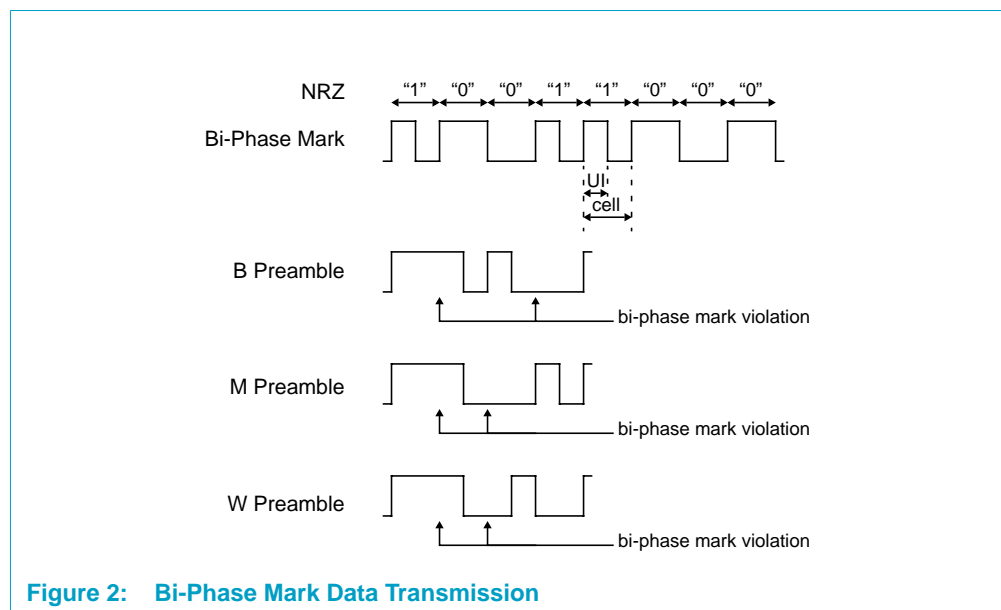 NRZ
“1” “0” “0” “1” “1” “0” “0” “0”
Bi-Phase Mark
UI
cell
B Preamble
bi-phase mark violation
M Preamble
bi-phase mark violation
W Preamble
bi-phase mark violation
Figure 2: Bi-Phase Mark Data Transmission